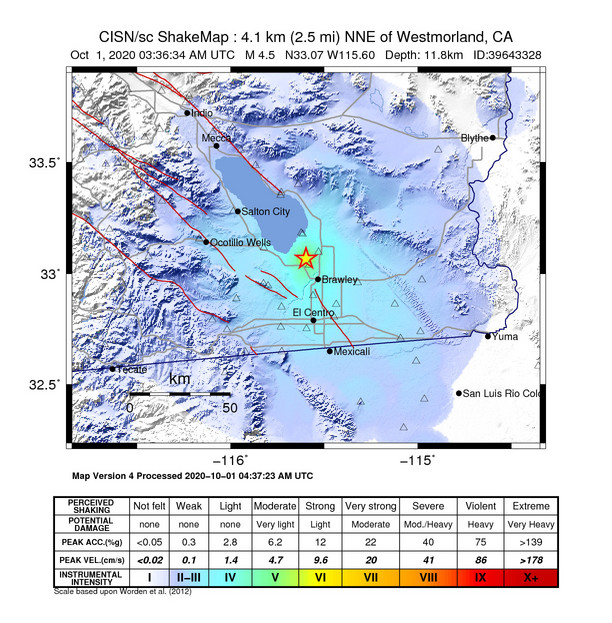 CISN/sc ShakeMap : 4.1 km (2.5 mi) NNE of Westmorland, CA
Oct 1, 2020 03:36:34 AM UTC M 4.5 N33.07 W115.60 Depth: 11.8km ID:39643328
Indio
Mecca
Blythe
33.5°
Salton City
Ocotillo Wells
33°
Brawley
El Centro
Yuma
Mexicali
Tecate
32.5°
km
San Luis Rio Colo
0 50
−116° −115°
Map Version 4 Processed 2020−10−01 04:37:23 AM UTC
PERCEIVED SHAKING Not felt Weak Light Moderate Strong Very strong Severe Violent Extreme
POTENTIAL DAMAGE none none none Very light Light Moderate Mod./Heavy Heavy Very Heavy
PEAK ACC.(%g) <0.05 0.3 2.8 6.2 12 22 40 75 >139
PEAK VEL.(cm/s) <0.02 0.1 1.4 4.7 9.6 20 41 86 >178
INSTRUMENTAL INTENSITY I II−III IV V VI VII VIII IX X+
Scale based upon Worden et al. (2012)